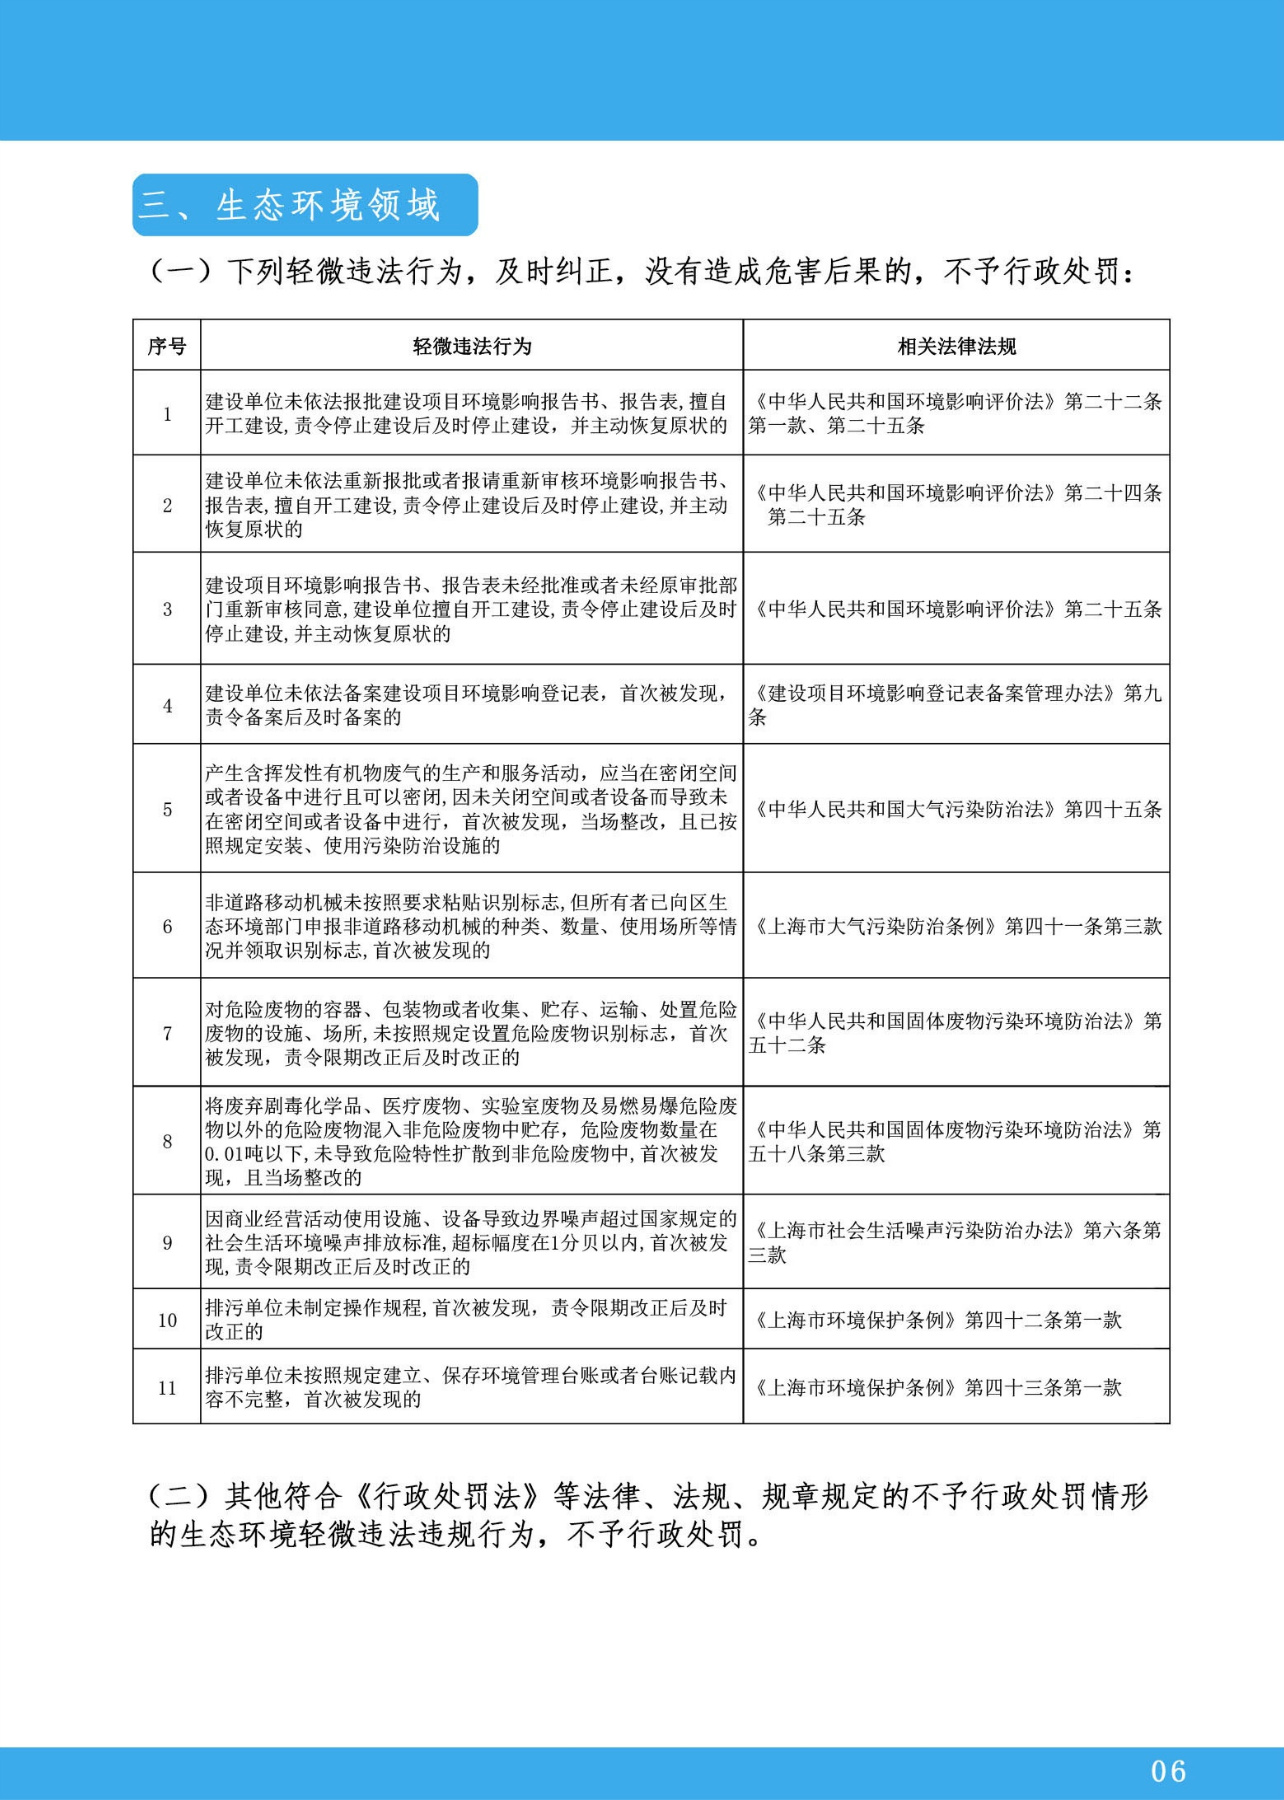 三、生态环境领域
（一）下列轻微违法行为，及时纠正，没有造成危害后果的，不予行政处罚：
序号 轻微违法行为 相关法律法规
1
建设单位未依法报批建设项目环境影响报告书、报告表,擅自
开工建设,责令停止建设后及时停止建设，并主动恢复原状的
《中华人民共和国环境影响评价法》第二十二条
第一款、第二十五条
2
建设单位未依法重新报批或者报请重新审核环境影响报告书、
报告表,擅自开工建设,责令停止建设后及时停止建设,并主动
恢复原状的
《中华人民共和国环境影响评价法》第二十四条
第二十五条
3
建设项目环境影响报告书、报告表未经批准或者未经原审批部
门重新审核同意,建设单位擅自开工建设,责令停止建设后及时
停止建设,并主动恢复原状的
《中华人民共和国环境影响评价法》第二十五条
4
建设单位未依法备案建设项目环境影响登记表，首次被发现，
责令备案后及时备案的
《建设项目环境影响登记表备案管理办法》第九
条
5
产生含挥发性有机物废气的生产和服务活动，应当在密闭空间
或者设备中进行且可以密闭,因未关闭空间或者设备而导致未
在密闭空间或者设备中进行，首次被发现，当场整改，且已按
照规定安装、使用污染防治设施的
《中华人民共和国大气污染防治法》第四十五条
6
非道路移动机械未按照要求粘贴识别标志,但所有者已向区生
态环境部门申报非道路移动机械的种类、数量、使用场所等情
况并领取识别标志,首次被发现的
《上海市大气污染防治条例》第四十一条第三款
7
对危险废物的容器、包装物或者收集、贮存、运输、处置危险
废物的设施、场所,未按照规定设置危险废物识别标志，首次
被发现，责令限期改正后及时改正的
《中华人民共和国固体废物污染环境防治法》第
五十二条
8
将废弃剧毒化学品、医疗废物、实验室废物及易燃易爆危险废
物以外的危险废物混入非危险废物中贮存，危险废物数量在
0.01吨以下,未导致危险特性扩散到非危险废物中,首次被发
现，且当场整改的
《中华人民共和国固体废物污染环境防治法》第
五十八条第三款
9
因商业经营活动使用设施、设备导致边界噪声超过国家规定的
社会生活环境噪声排放标准,超标幅度在1分贝以内,首次被发
现,责令限期改正后及时改正的
《上海市社会生活噪声污染防治办法》第六条第
三款
10
排污单位未制定操作规程,首次被发现，责令限期改正后及时
改正的
《上海市环境保护条例》第四十二条第一款
11
排污单位未按照规定建立、保存环境管理台账或者台账记载内
容不完整，首次被发现的
《上海市环境保护条例》第四十三条第一款
（二）其他符合《行政处罚法》等法律、法规、规章规定的不予行政处罚情形
的生态环境轻微违法违规行为，不予行政处罚。
06